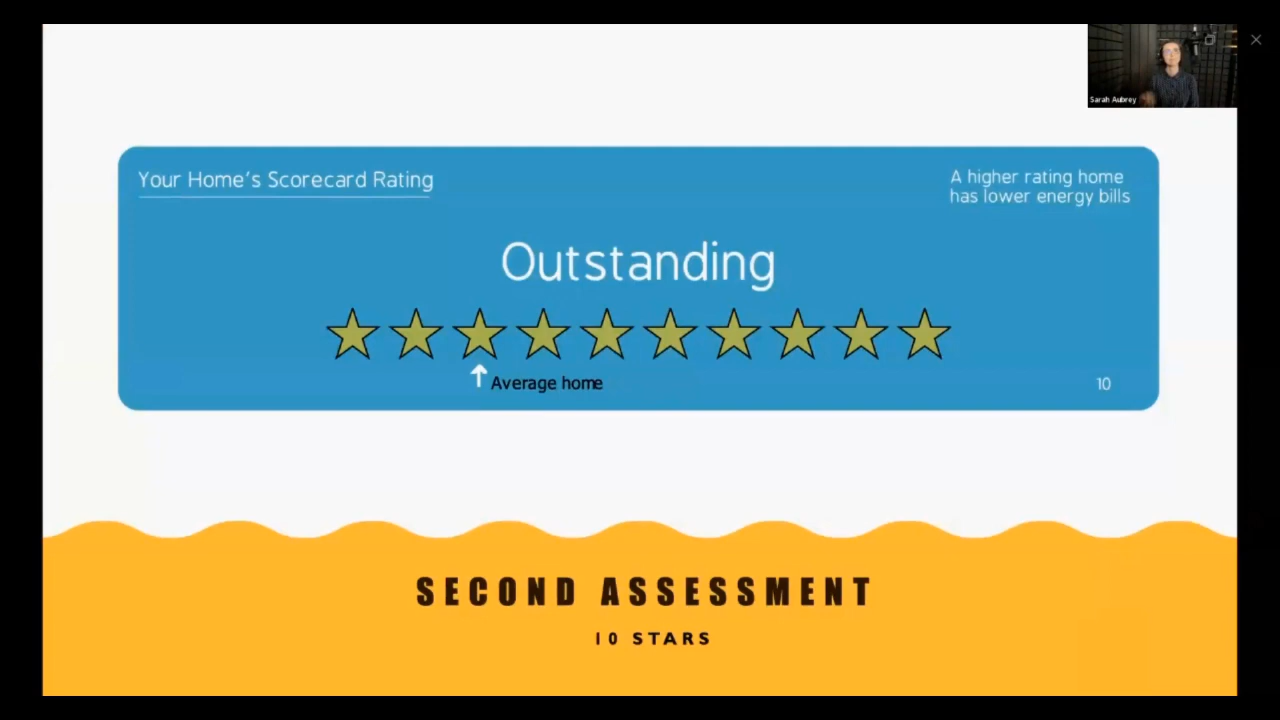 Sarah Aubrey
Your Home's Scorecard Rating
A higher rating home
has lower energy bills
Outstanding
Average home
10
SECOND ASSESSMENT
10 STARS